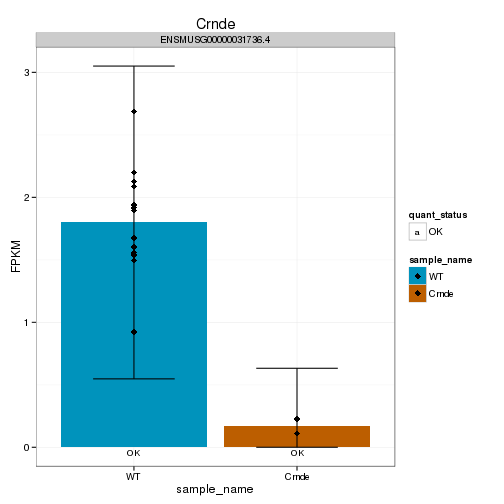 Crnde
ENSMUSG00000031736.4
3
2
1
0
FPKM
OK OK
WT Crnde
sample_name
quant_status
a OK
sample_name
WT
Crnde